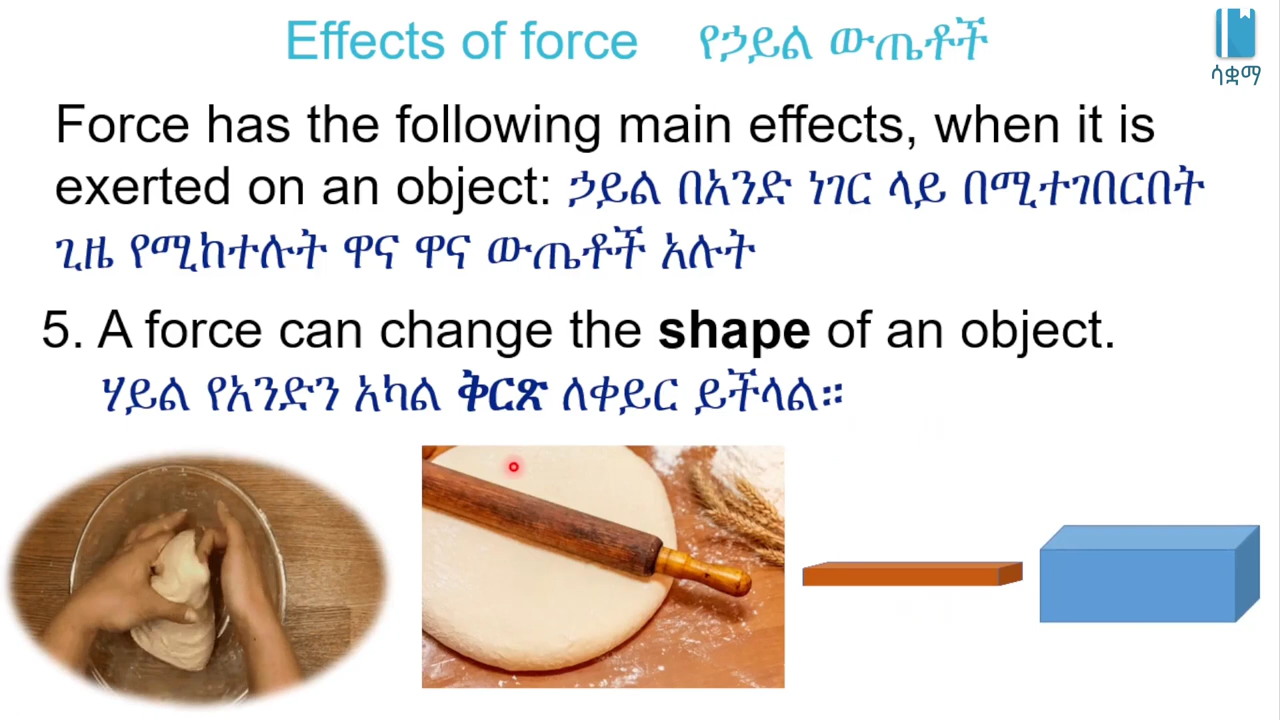 Effects of force የኃይል ውጤቶች
ሳቋማ
Force has the following main effects, when it is
exerted on an object: ኃይል በአንድ ነገር ላይ በሚተገበርበት
ጊዜ የሚከተሉት ዋና ዋና ውጤቶች አሉት
5. A force can change the shape of an object.
ሃይል የአንድን አካል ቅርጽ ለቀይር ይችላል።